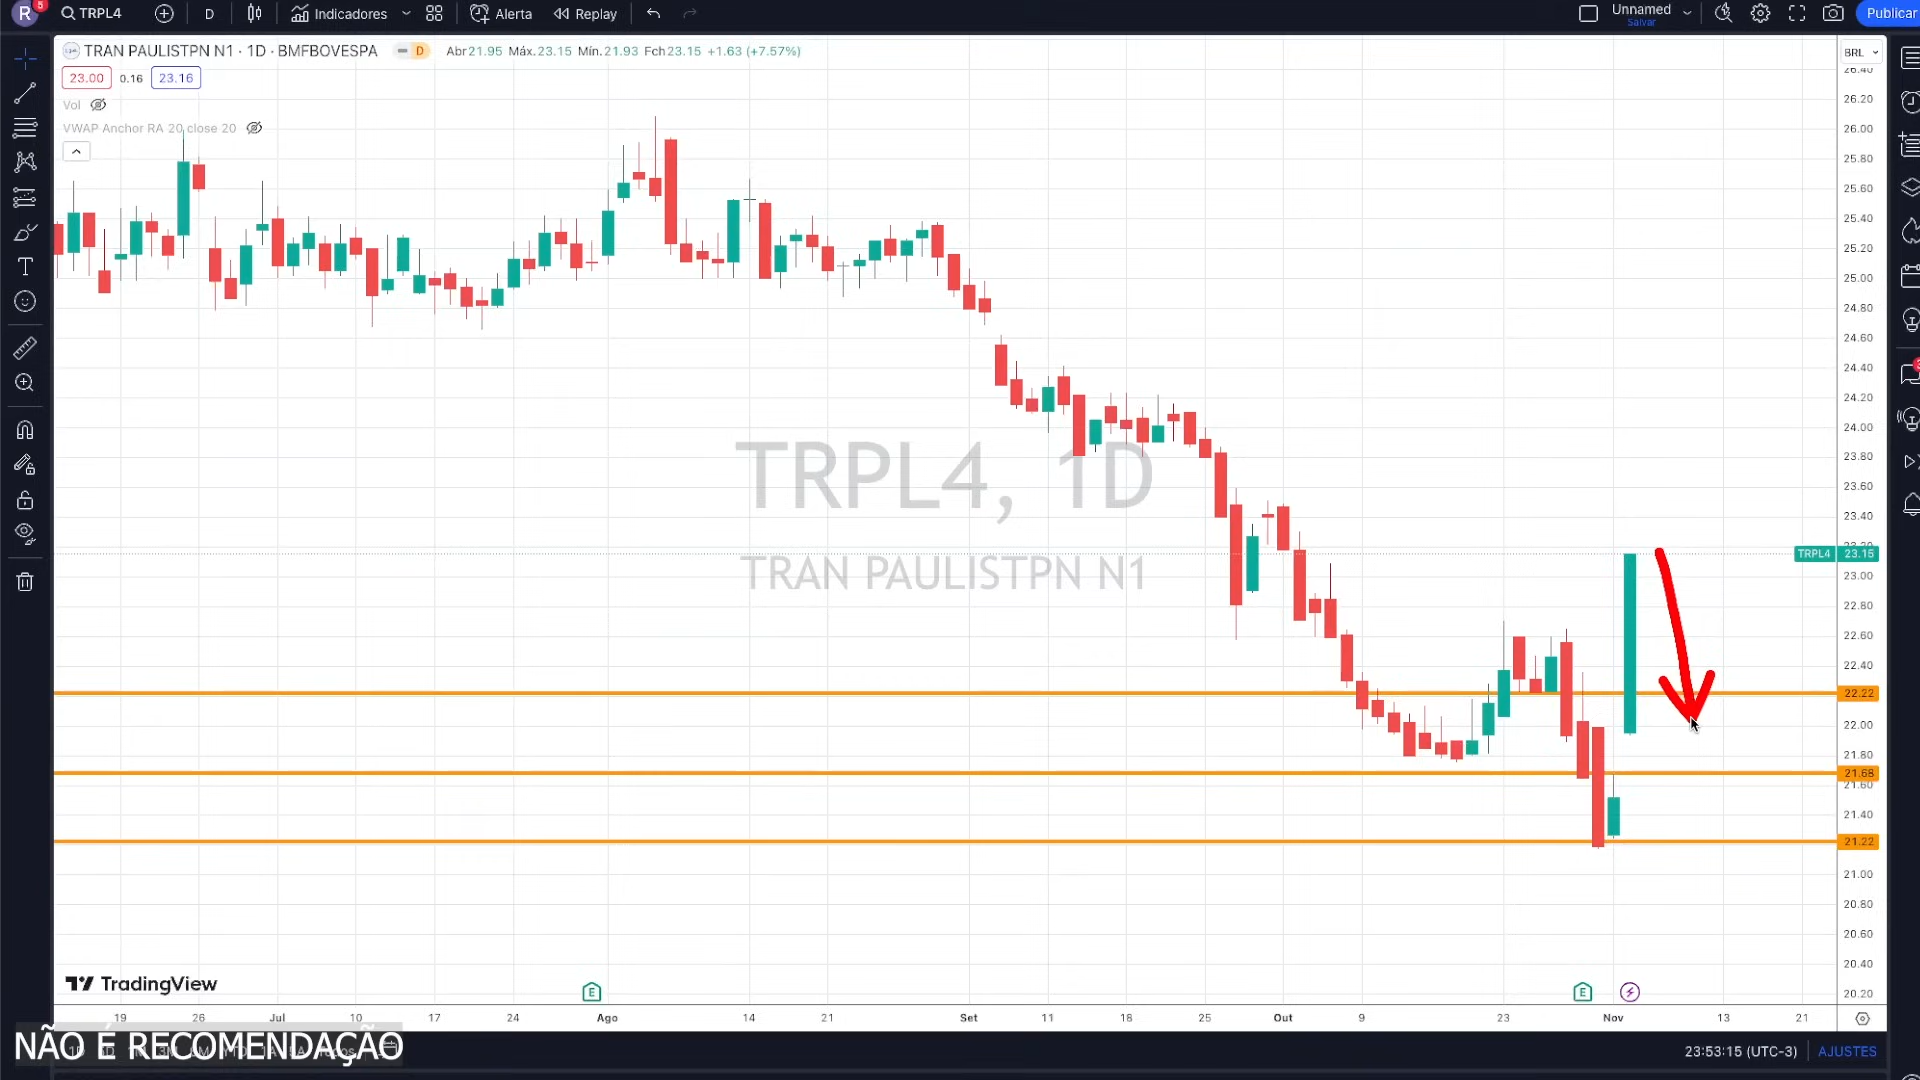 R 5 TRPL4 D Indicadores Alerta Replay Unnamed Salvar Publicar
TRAN PAULISTPN N1 · 1D · BMFBOVESPA D Abr21.95 Máx.23.15 Mín.21.93 Fch23.15 +1.63 (+7.57%) BRL
23.00 0.16 23.16
Vol
VWAP Anchor RA 20 close 20
26.40
26.20
26.00
25.80
25.60
25.40
25.20
25.00
24.80
24.60
24.40
24.20
24.00
23.80
23.60
23.40
23.20
TRPL4 23.15
23.00
22.80
22.60
22.40
22.22
22.00
21.80
21.68
21.60
21.40
21.22
21.00
20.80
20.60
20.40
20.20
TRPL4, 1D
TRAN PAULISTPN N1
TradingView
E E
19 26 Jul 10 17 24 Ago 14 21 Set 11 18 25 Out 9 23 Nov 13 21
NÃO É RECOMENDAÇÃO
23:53:15 (UTC-3) AJUSTES